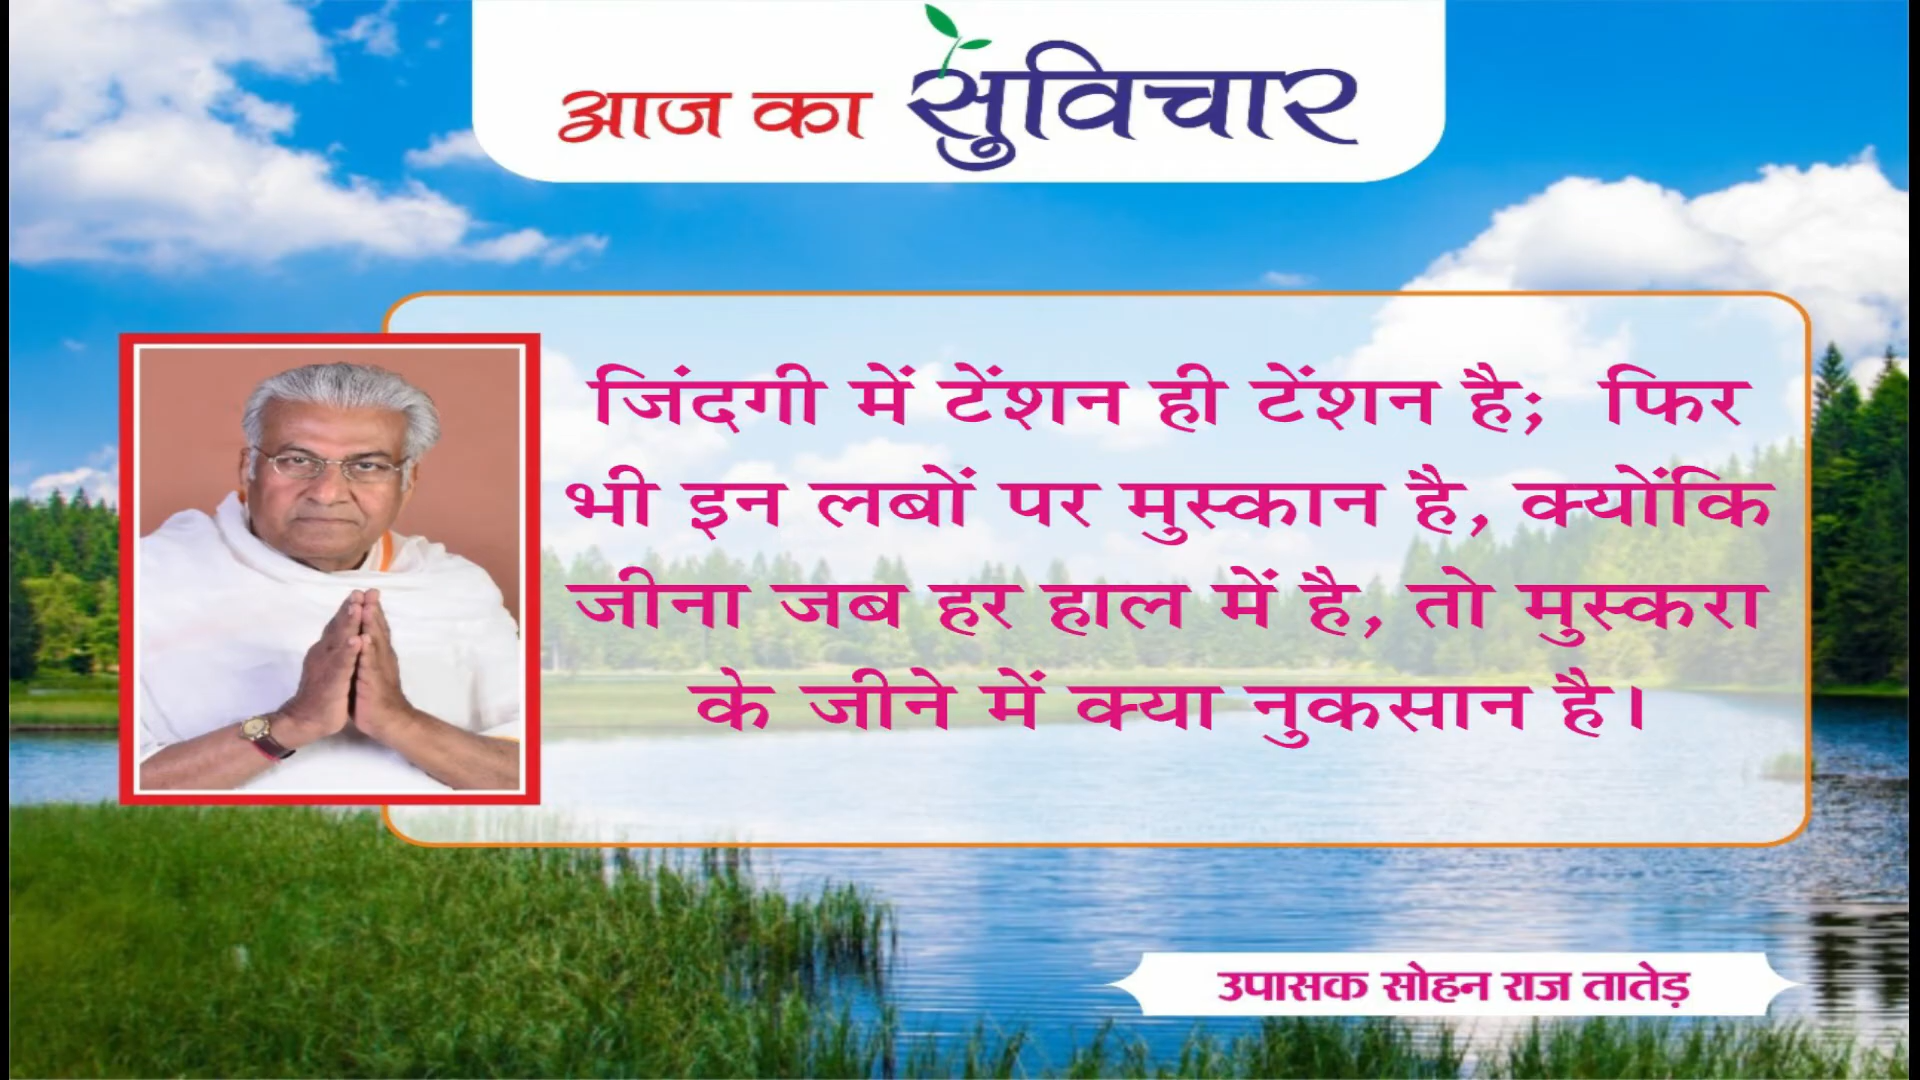 आज का सुविचार
जिंदगी में टेंशन ही टेंशन है; फिर
भी इन लबों पर मुस्कान है, क्योंकि
जीना जब हर हाल में है, तो मुस्करा
के जीने में क्या नुकसान है।
उपासक सोहन राज तातेड़